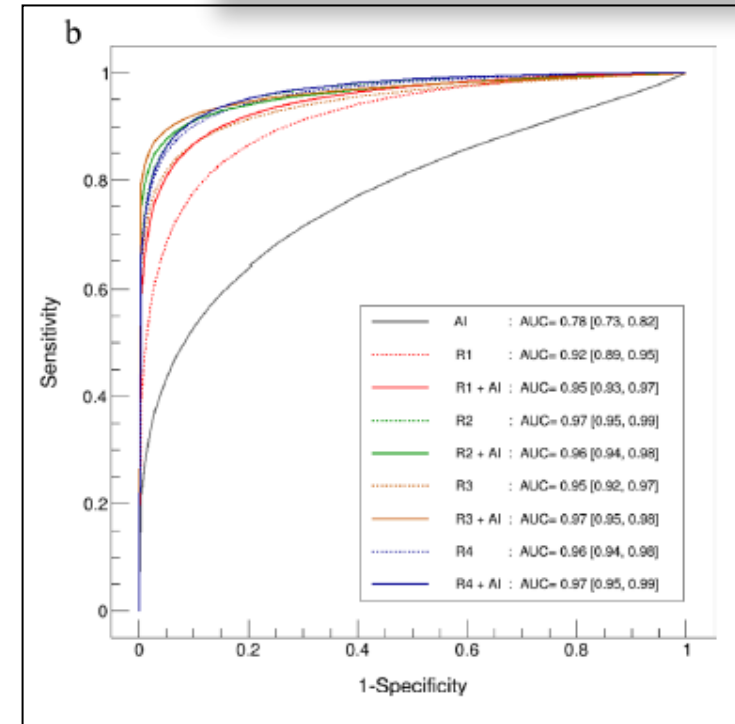 b
1
0.8
0.6
0.4
0.2
0
Sensitivity
AI : AUC= 0.78 [0.73, 0.82]
R1 : AUC= 0.92 [0.89, 0.95]
R1 + AI : AUC= 0.95 [0.93, 0.97]
R2 : AUC= 0.97 [0.95, 0.99]
R2 + AI : AUC= 0.96 [0.94, 0.98]
R3 : AUC= 0.95 [0.92, 0.97]
R3 + AI : AUC= 0.97 [0.95, 0.98]
R4 : AUC= 0.96 [0.94, 0.98]
R4 + AI : AUC= 0.97 [0.95, 0.99]
0 0.2 0.4 0.6 0.8 1
1-Specificity